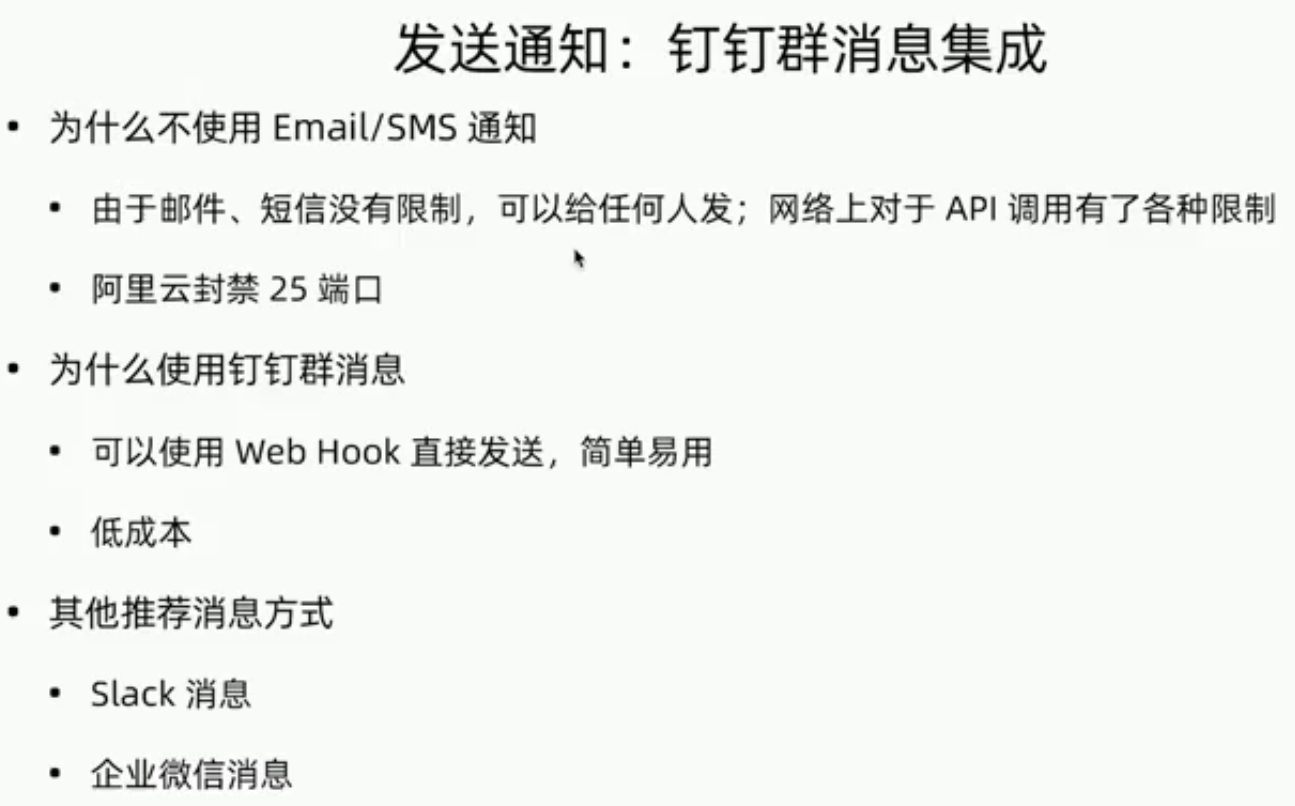 发送通知：钉钉群消息集成
• 为什么不使用 Email/SMS 通知
• 由于邮件、短信没有限制，可以给任何人发；网络上对于 API 调用有了各种限制
• 阿里云封禁 25 端口
• 为什么使用钉钉群消息
• 可以使用 Web Hook 直接发送，简单易用
• 低成本
• 其他推荐消息方式
• Slack 消息
• 企业微信消息